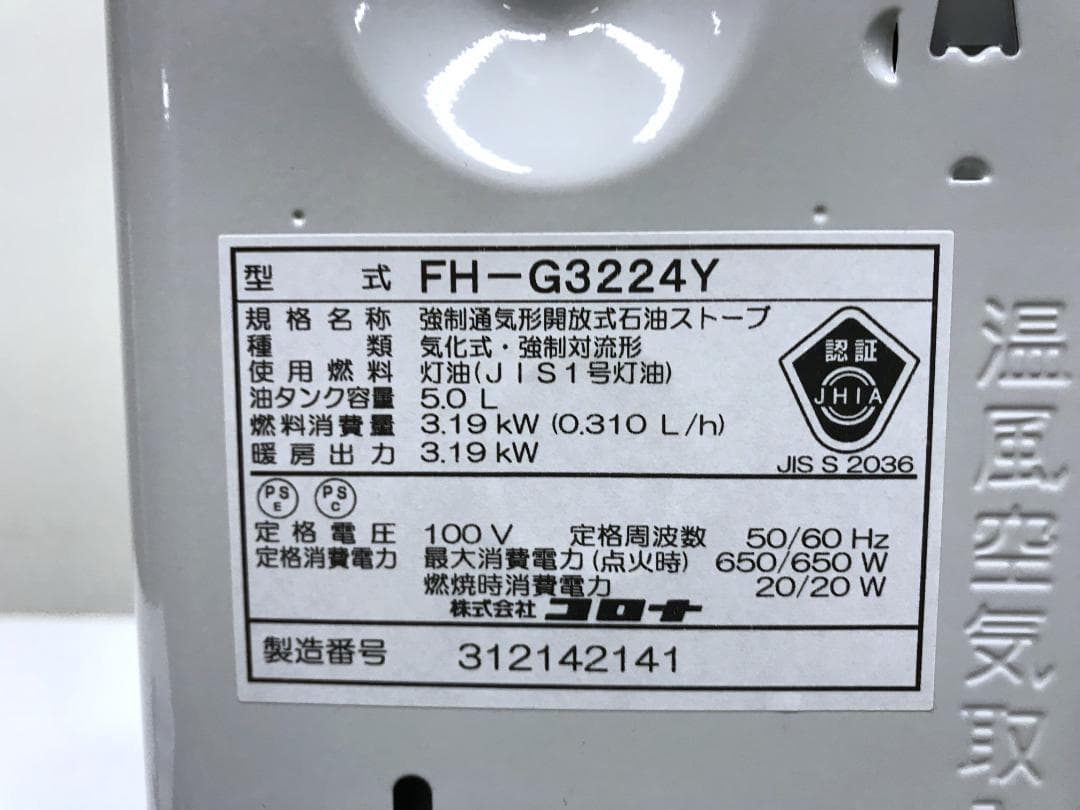 型式 FH-G3224Y
規格名称 強制通気形開放式石油ストーブ
種類 気化式・強制対流形
使用燃料 灯油(JIS1号灯油)
油タンク容量 5.0 L
燃料消費量 3.19 kW (0.310 L/h)
暖房出力 3.19 kW
認証
JHIA
JIS S 2036
PS E
PS C
定格電圧 100 V 定格周波数 50/60 Hz
定格消費電力 最大消費電力(点火時) 650/650 W
燃焼時消費電力 20/20 W
株式会社 コロナ
製造番号 312142141
温風空気取